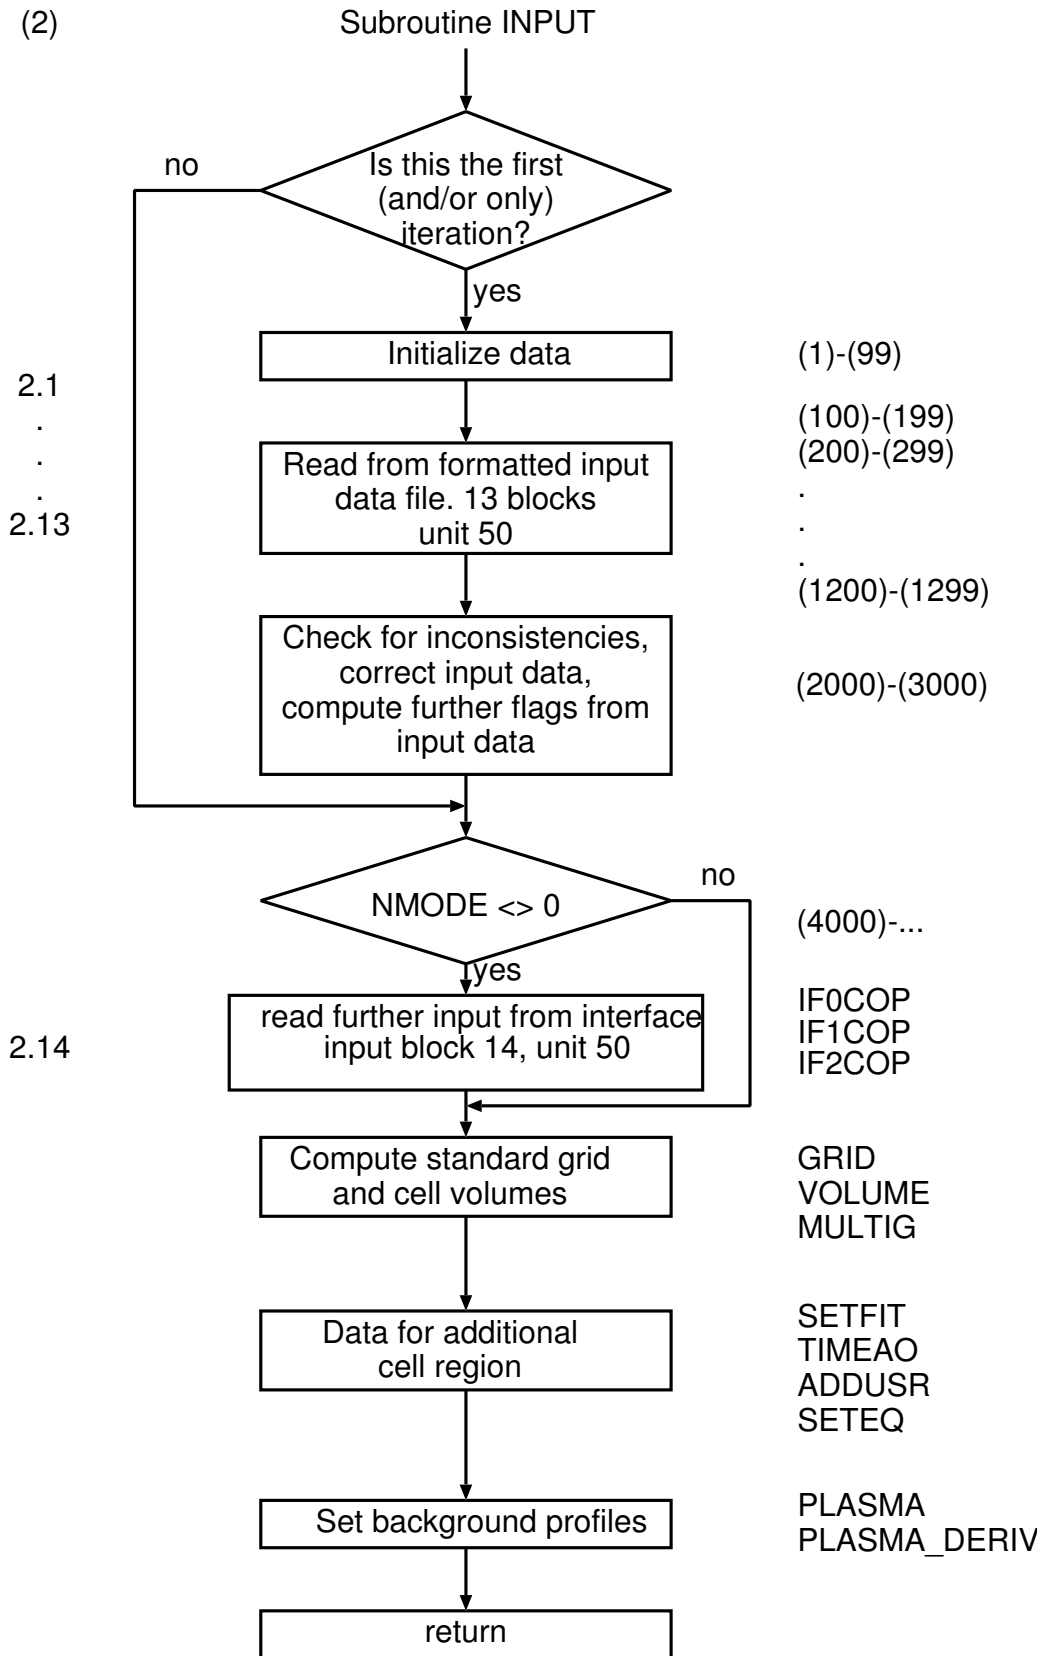 (2)
Subroutine INPUT
no
Is this the first
(and/or only)
iteration?
yes
Initialize data
(1)-(99)
2.1
.
.
.
2.13
Read from formatted input
data file. 13 blocks
unit 50
(100)-(199)
(200)-(299)
.
.
.
(1200)-(1299)
Check for inconsistencies,
correct input data,
compute further flags from
input data
(2000)-(3000)
NMODE <> 0
no
(4000)-...
yes
2.14
read further input from interface
input block 14, unit 50
IF0COP
IF1COP
IF2COP
Compute standard grid
and cell volumes
GRID
VOLUME
MULTIG
Data for additional
cell region
SETFIT
TIMEAO
ADDUSR
SETEQ
Set background profiles
PLASMA
PLASMA_DERIV
return